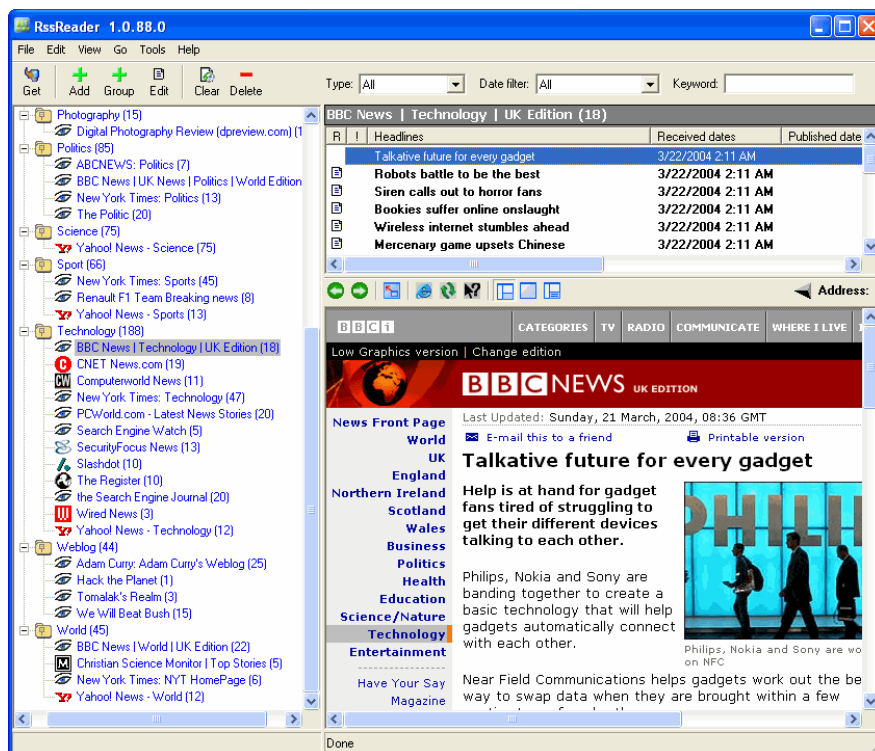 RssReader 1.0.88.0
File Edit View Go Tools Help
Get Add Group Edit Clear Delete
Type: All Date filter: All Keyword:
Photography (15)
Digital Photography Review (dpreview.com) (1
Politics (85)
ABCNEWS: Politics (7)
BBC News | UK News | Politics | World Edition
New York Times: Politics (13)
The Politic (20)
Science (75)
Yahoo! News - Science (75)
Sport (66)
New York Times: Sports (45)
Renault F1 Team Breaking news (8)
Yahoo! News - Sports (13)
Technology (188)
BBC News | Technology | UK Edition (18)
CNET News.com (19)
Computerworld News (11)
New York Times: Technology (47)
PCWorld.com - Latest News Stories (20)
Search Engine Watch (5)
SecurityFocus News (13)
Slashdot (10)
The Register (10)
the Search Engine Journal (20)
Wired News (3)
Yahoo! News - Technology (12)
Weblog (44)
Adam Curry: Adam Curry's Weblog (25)
Hack the Planet (1)
Tomalak's Realm (3)
We Will Beat Bush (15)
World (45)
BBC News | World | UK Edition (22)
Christian Science Monitor | Top Stories (5)
New York Times: NYT HomePage (6)
Yahoo! News - World (12)
BBC News | Technology | UK Edition (18)
R ! Headlines Received dates Published date
Talkative future for every gadget 3/22/2004 2:11 AM
Robots battle to be the best 3/22/2004 2:11 AM
Siren calls out to horror fans 3/22/2004 2:11 AM
Bookies suffer online onslaught 3/22/2004 2:11 AM
Wireless internet stumbles ahead 3/22/2004 2:11 AM
Mercenary game upsets Chinese 3/22/2004 2:11 AM
Address:
BBCi CATEGORIES TV RADIO COMMUNICATE WHERE I LIVE I
Low Graphics version | Change edition
BBC NEWS UK EDITION
News Front Page
World
UK
England
Northern Ireland
Scotland
Wales
Business
Politics
Health
Education
Science/Nature
Technology
Entertainment
Have Your Say
Magazine
Last Updated: Sunday, 21 March, 2004, 08:36 GMT
E-mail this to a friend Printable version
Talkative future for every gadget
Help is at hand for gadget
fans tired of struggling to
get their different devices
talking to each other.
PHILIP
Philips, Nokia and Sony are
banding together to create a
basic technology that will help
gadgets automatically connect
with each other.
Philips, Nokia and Sony are wo
on NFC
Near Field Communications helps gadgets work out the be
way to swap data when they are brought within a few
Done